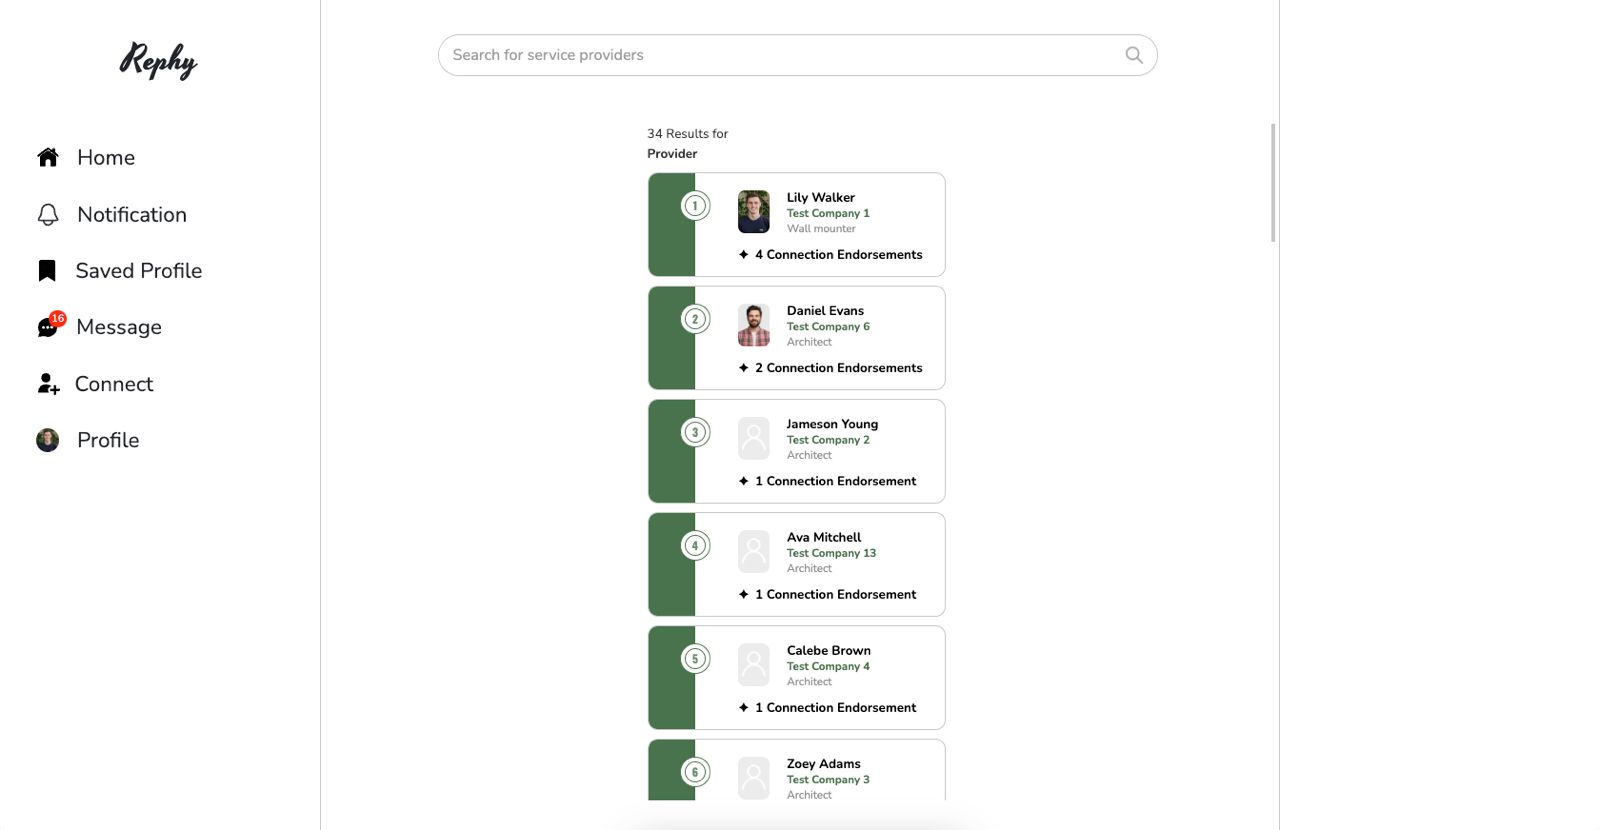 Rephy
Search for service providers
Home
Notification
Saved Profile
16
Message
Connect
Profile
34 Results for
Provider
1
Lily Walker
Test Company 1
Wall mounter
4 Connection Endorsements
2
Daniel Evans
Test Company 6
Architect
2 Connection Endorsements
3
Jameson Young
Test Company 2
Architect
1 Connection Endorsement
4
Ava Mitchell
Test Company 13
Architect
1 Connection Endorsement
5
Calebe Brown
Test Company 4
Architect
1 Connection Endorsement
6
Zoey Adams
Test Company 3
Architect